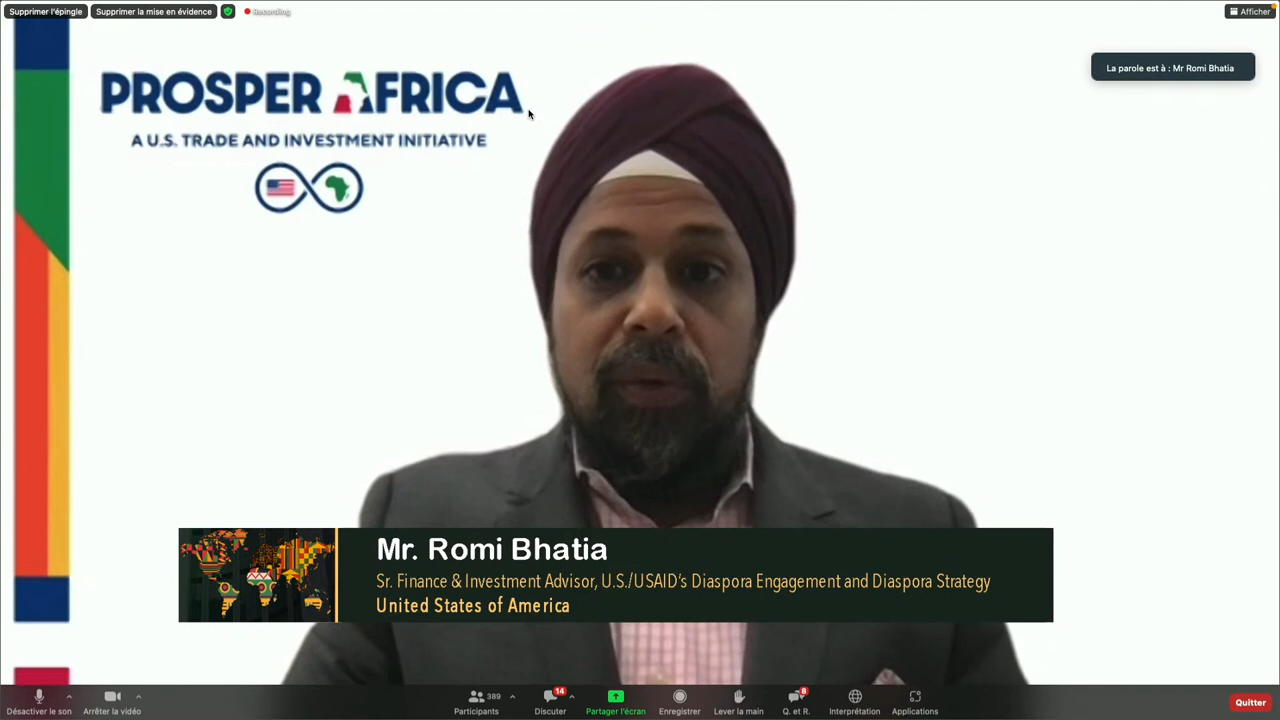 Supprimer l'épingle
Supprimer la mise en évidence
Recording
Afficher
La parole est à : Mr Romi Bhatia
PROSPER AFRICA
A U.S. TRADE AND INVESTMENT INITIATIVE
Mr. Romi Bhatia
Sr. Finance & Investment Advisor, U.S./USAID's Diaspora Engagement and Diaspora Strategy
United States of America
389
14
8
Désactiver le son
Arrêter la vidéo
Participants
Discuter
Partager l'écran
Enregistrer
Lever la main
Q. et R.
Interprétation
Applications
Quitter